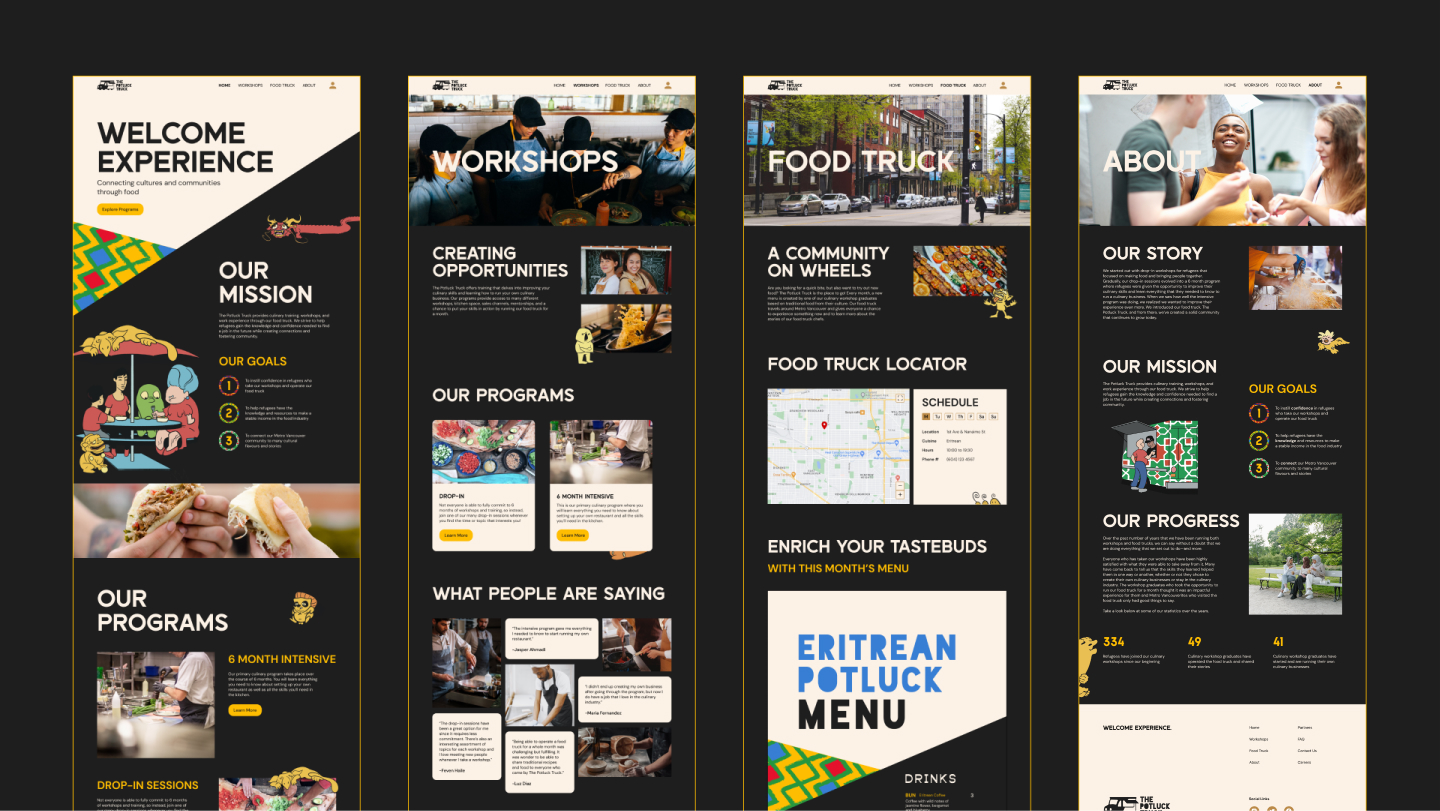 THE
POTLUCK
TRUCK
HOME WORKSHOPS FOOD TRUCK ABOUT
WELCOME
EXPERIENCE
Connecting cultures and communities
through food
Explore Programs
OUR
MISSION
The Potluck Truck provides culinary training, workshops, and
work experience through our food truck. We strive to help
refugees gain the knowledge and confidence needed to find
a job in the future while creating connections and
fostering community.
OUR GOALS
1
To instill confidence in refugees who
take our workshops and operate our
food truck
2
To help refugees have the
knowledge and resources to make a
stable income in the food industry
3
To connect our Metro Vancouver
community to many cultural
flavours and stories
OUR
PROGRAMS
6 MONTH INTENSIVE
Our primary culinary program takes place over
the course of 6 months. You will learn everything
you need to know about setting up your own
restaurant as well as all the skills you'll need in
the kitchen.
Learn More
DROP-IN SESSIONS
Not everyone is able to fully commit to 6 months
THE
POTLUCK
TRUCK
HOME WORKSHOPS FOOD TRUCK ABOUT
WORKSHOPS
CREATING
OPPORTUNITIES
The Potluck Truck offers training that delves into improving your
culinary skills and learning how to run your own culinary
business. Our programs provide access to many different
workshops, kitchen space, sales channels, mentorships, and a
chance to put your skills in action by running our food truck for
a month.
OUR PROGRAMS
DROP-IN
Not everyone is able to fully commit to 6
months of workshops and training, so instead,
join one of our many drop-in sessions whenever
you find the time or topic that interests you!
Learn More
6 MONTH INTENSIVE
This is our primary culinary program where you
will learn everything you need to know about
setting up your own restaurant and all the skills
you'll need in the kitchen.
Learn More
WHAT PEOPLE ARE SAYING
"The intensive program gave me everything
I needed to know to start running my own
restaurant."
-Jasper Ahmadi
"I didn't end up creating my own business
after going through the program, but now I
do have a job that I love in the culinary
industry."
-Maria Fernandez
"The drop-in sessions have
been a great option for me
since it requires less
commitment. There's also an
interesting assortment of
topics for each workshop and
I love meeting new people
whenever I take a workshop."
-Feven Haile
"Being able to operate a food
truck for a whole month was
challenging but fulfilling. It
was wonder to be able to
share traditional recipes
and food to everyone who
came by The Potluck Truck."
-Luz Diaz
THE
POTLUCK
TRUCK
HOME WORKSHOPS FOOD TRUCK ABOUT
FOOD TRUCK
A COMMUNITY
ON WHEELS
Are you looking for a quick bite, but also want to try our new
food? The Potluck Truck is the place to go! Every month, a new
menu is created by one of our culinary workshop graduates
based on traditional food from their culture. Our food truck
travels around Metro Vancouver and gives everyone a chance
to experience something new and to learn more about the
stories of our food truck chefs.
FOOD TRUCK LOCATOR
SCHEDULE
M Tu W Th F Sa Su
Location 1st Ave & Nanaimo St
Cuisine Eritrean
Hours
Phone #
ENRICH YOUR TASTEBUDS
WITH THIS MONTH'S MENU
ERITREAN
POTLUCK
MENU
DRINKS
BUN Eritrean Coffee 3
Coffee with wild notes of
THE
POTLUCK
TRUCK
HOME WORKSHOPS FOOD TRUCK ABOUT
ABOUT
OUR STORY
We started out with drop-in workshops for refugees that
focused on making food and bringing people together.
Gradually, our drop-in sessions evolved into a 6 month program
where refugees were given the opportunity to improve their
culinary skills and learn everything that they needed to know to
run a culinary business. When we saw how well the intensive
program was doing, we realized we wanted to improve their
experience even more. We introduced our food truck, The
Potluck Truck, and from there, we've created a solid community
that continues to grow today.
OUR MISSION
The Potluck Truck provides culinary training, workshops, and
work experience through our food truck. We strive to help
refugees gain the knowledge and confidence needed to find a
job in the future while creating connections and fostering
community.
OUR GOALS
1
To instill confidence in refugees
who take our workshops and
operate our food truck
2
To help refugees have the
knowledge and resources to make
a stable income in the food industry
3
To connect our Metro Vancouver
community to many cultural
flavours and stories
OUR PROGRESS
Over the past number of years that we have been running both
workshops and food trucks, we can say without a doubt that we
are doing everything that we set out to do—and more.
Everyone who has taken our workshops have been highly
satisfied with what they were able to take away from it. Many
have come back to tell us that the skills they learned helped
them in one way or another, whether or not they chose to
create their own culinary businesses or stay in the culinary
industry. The workshop graduates who took the opportunity to
run our food truck for a month thought it was an impactful
experience for them and Metro Vancouverites who visited the
food truck only had good things to say.
Take a look below at some of our statistics over the years.
334
Refugees have joined our culinary
workshops since our beginning
49
Culinary workshop graduates have
operated the food truck and shared
their stories
41
Culinary workshop graduates have
started and are running their own
culinary businesses
WELCOME EXPERIENCE.
Home Partners
Workshops FAQ
Food Truck Contact Us
About Careers
Social Links
THE
POTLUCK